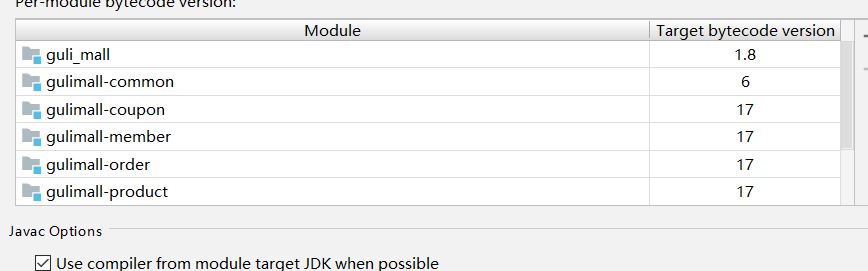 Per-module bytecode version:
Module Target bytecode version
guli_mall 1.8
gulimall-common 6
gulimall-coupon 17
gulimall-member 17
gulimall-order 17
gulimall-product 17
Javac Options
Use compiler from module target JDK when possible